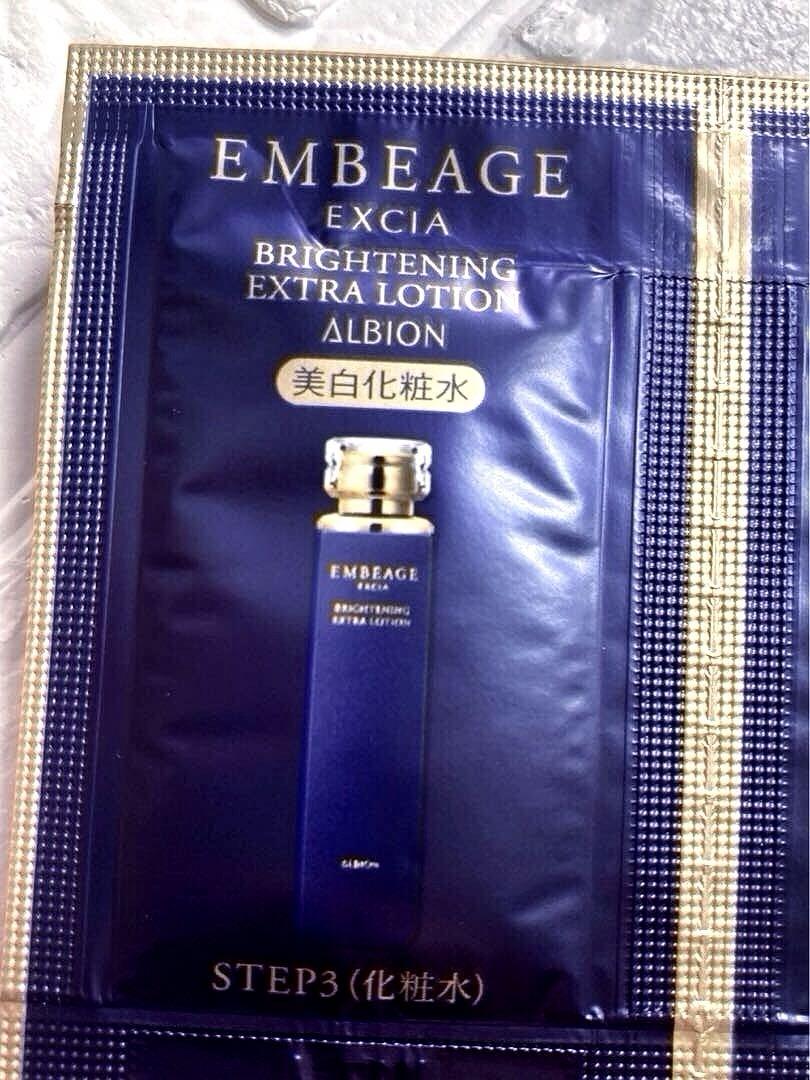 EMBEAGE
EXCIA
BRIGHTENING
EXTRA LOTION
ALBION
美白化粧水
EMBEAGE
EXCIA
BRIGHTENING
EXTRA LOTION
ALBION
STEP3(化粧水)